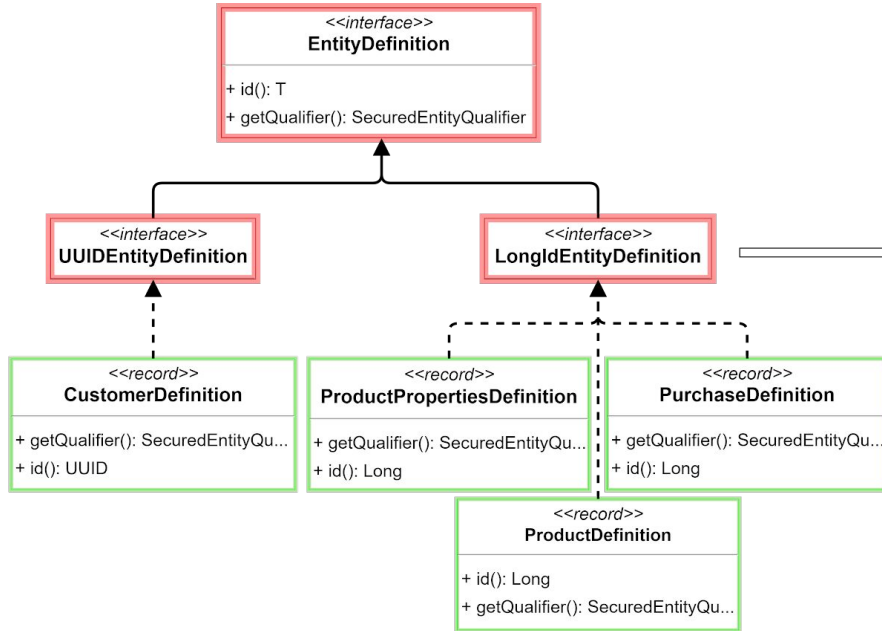 <<interface>>
EntityDefinition
+ id(): T
+ getQualifier(): SecuredEntityQualifier
<<interface>>
UUIDEntityDefinition
<<interface>>
LongIdEntityDefinition
<<record>>
CustomerDefinition
+ getQualifier(): SecuredEntityQu...
+ id(): UUID
<<record>>
ProductPropertiesDefinition
+ getQualifier(): SecuredEntityQu...
+ id(): Long
<<record>>
PurchaseDefinition
+ getQualifier(): SecuredEntityQu...
+ id(): Long
<<record>>
ProductDefinition
+ id(): Long
+ getQualifier(): SecuredEntityQu...